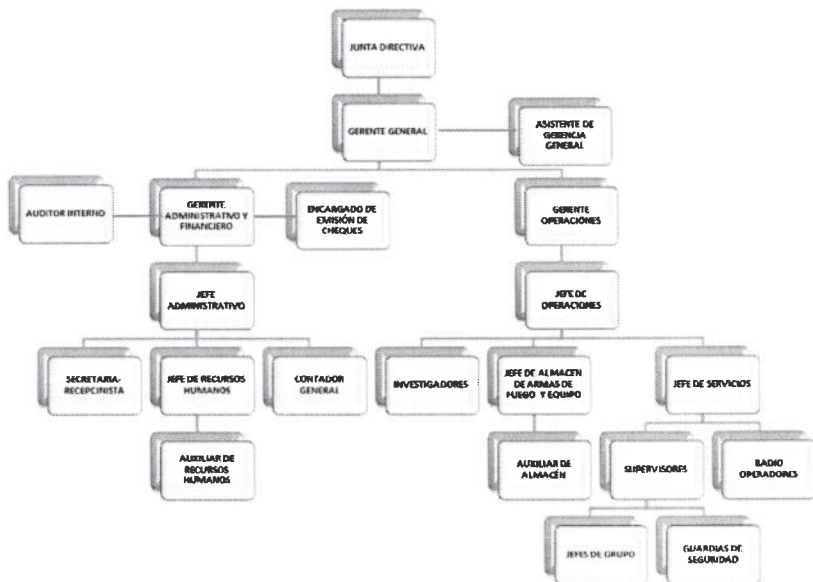 JUNTA DIRECTIVA
GERENTE GENERAL
ASISTENTE DE
GERENCIA
GENERAL
AUDITOR INTERNO
GERENTE
ADMINISTRATIVO Y
FINANCIERO
ENCARGADO DE
EMISIÓN DE
CHEQUES
GERENTE
OPERACIONES
JEFE
ADMINISTRATIVO
JEFE DE
OPERACIONES
SECRETARIA-
RECEPCINISTA
JEFE DE RECURSOS
HUMANOS
CONTADOR
GENERAL
INVESTIGADORES
JEFE DE ALMACEN
DE ARMAS DE
FUEGO Y EQUIPO
JEFE DE SERVICIOS
AUXILIAR DE
RECURSOS
HUMANOS
AUXILIAR DE
ALMACÉN
SUPERVISORES
RADIO
OPERADORES
JEFES DE GRUPO
GUARDIAS DE
SEGURIDAD